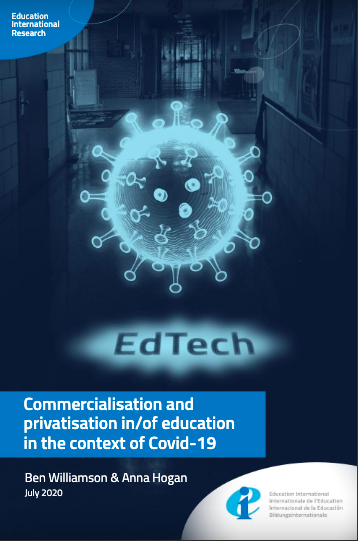 Education
International
Research
EdTech
Commercialisation and
privatisation in/of education
in the context of Covid-19
Ben Williamson & Anna Hogan
July 2020
Education International
Internationale de l'Education
Internacional de la Educación
Bildungsinternationale